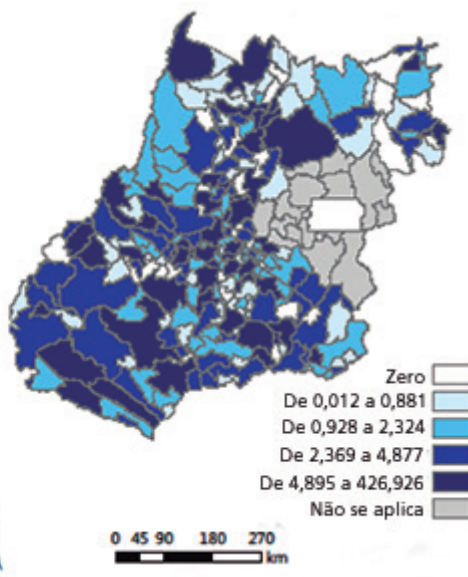 Zero
De 0,012 a 0,881
De 0,928 a 2,324
De 2,369 a 4,877
De 4,895 a 426,926
Não se aplica
0 45 90 180 270
km